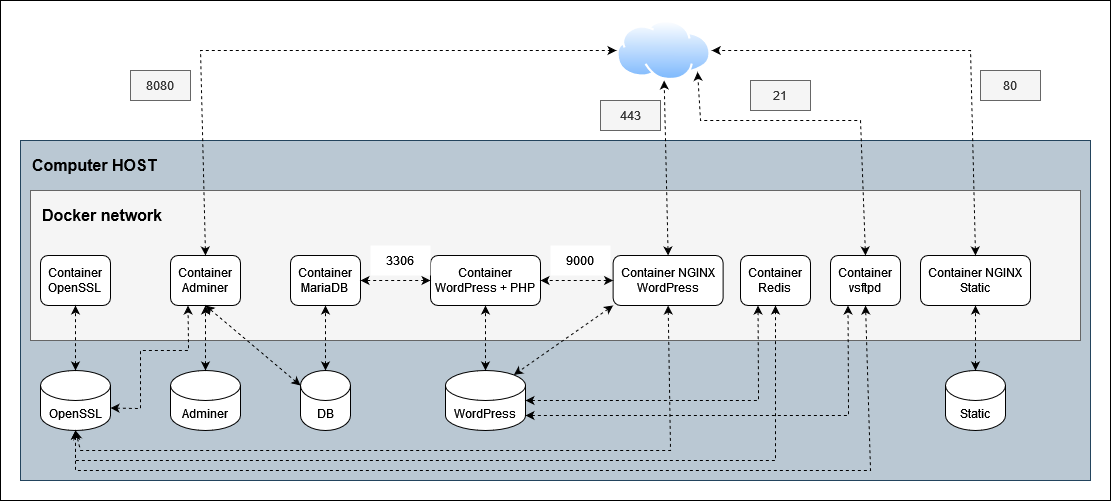 8080
443
21
80
Computer HOST
Docker network
Container
OpenSSL
Container
Adminer
Container
MariaDB
3306
Container
WordPress + PHP
9000
Container NGINX
WordPress
Container
Redis
Container
vsftpd
Container NGINX
Static
OpenSSL
Adminer
DB
WordPress
Static